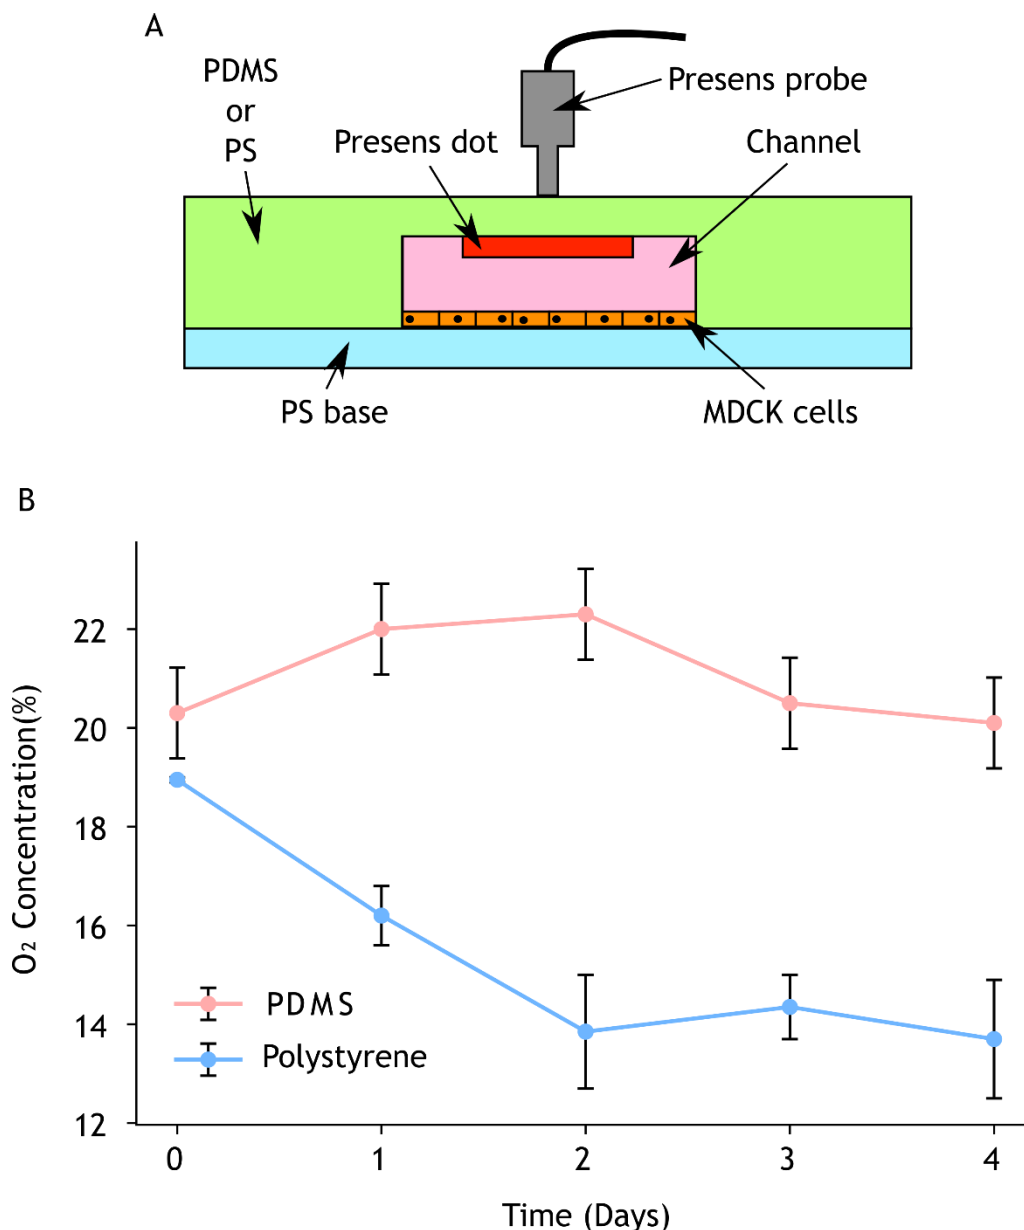 A
PDMS
or
PS
Presens dot
Presens probe
Channel
PS base
MDCK cells
B
O₂ Concentration(%)
22
20
18
16
14
12
PDMS
Polystyrene
0 1 2 3 4
Time (Days)